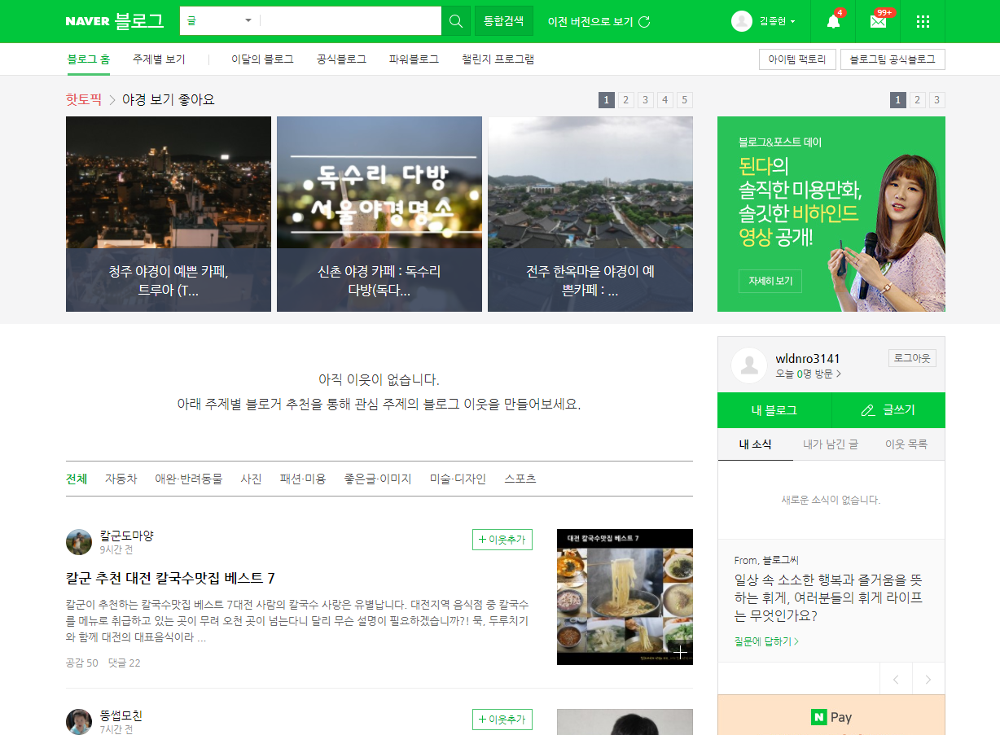 NAVER 블로그
글
통합검색
이전 버전으로 보기
김종현
4
99+
블로그 홈
주제별 보기
이달의 블로그
공식블로그
파워블로그
챌린지 프로그램
아이템 팩토리
블로그팀 공식블로그
핫토픽 > 야경 보기 좋아요
1 2 3 4 5
1 2 3
독수리 다방
서울야경명소
청주 야경이 예쁜 카페,
트루아 (T...
신촌 야경 카페 : 독수리
다방(독다...
전주 한옥마을 야경이 예
쁜카페 : ...
블로그&포스트 데이
된다의
솔직한 미용만화,
솔깃한 비하인드
영상 공개!
자세히 보기
아직 이웃이 없습니다.
아래 주제별 블로거 추천을 통해 관심 주제의 블로그 이웃을 만들어보세요.
wldnro3141
로그아웃
오늘 0명 방문 >
내 블로그
글쓰기
내 소식
내가 남긴 글
이웃 목록
새로운 소식이 없습니다.
From, 블로그씨
일상 속 소소한 행복과 즐거움을 뜻
하는 휘게, 여러분들의 휘게 라이프
는 무엇인가요?
질문에 답하기 >
N Pay
전체
자동차
애완·반려동물
사진
패션·미용
좋은글·이미지
미술·디자인
스포츠
칼군도마양
9시간 전
+ 이웃추가
칼군 추천 대전 칼국수맛집 베스트 7
칼군이 추천하는 칼국수맛집 베스트 7대전 사람의 칼국수 사랑은 유별납니다. 대전지역 음식점 중 칼국수
를 메뉴로 취급하고 있는 곳이 무려 오천 곳이 넘는다니 달리 무슨 설명이 필요하겠습니까?! 묵, 두루치기
와 함께 대전의 대표음식이라 ...
공감 50 댓글 22
대전 칼국수맛집 베스트 7
뚱썹모친
7시간 전
+ 이웃추가